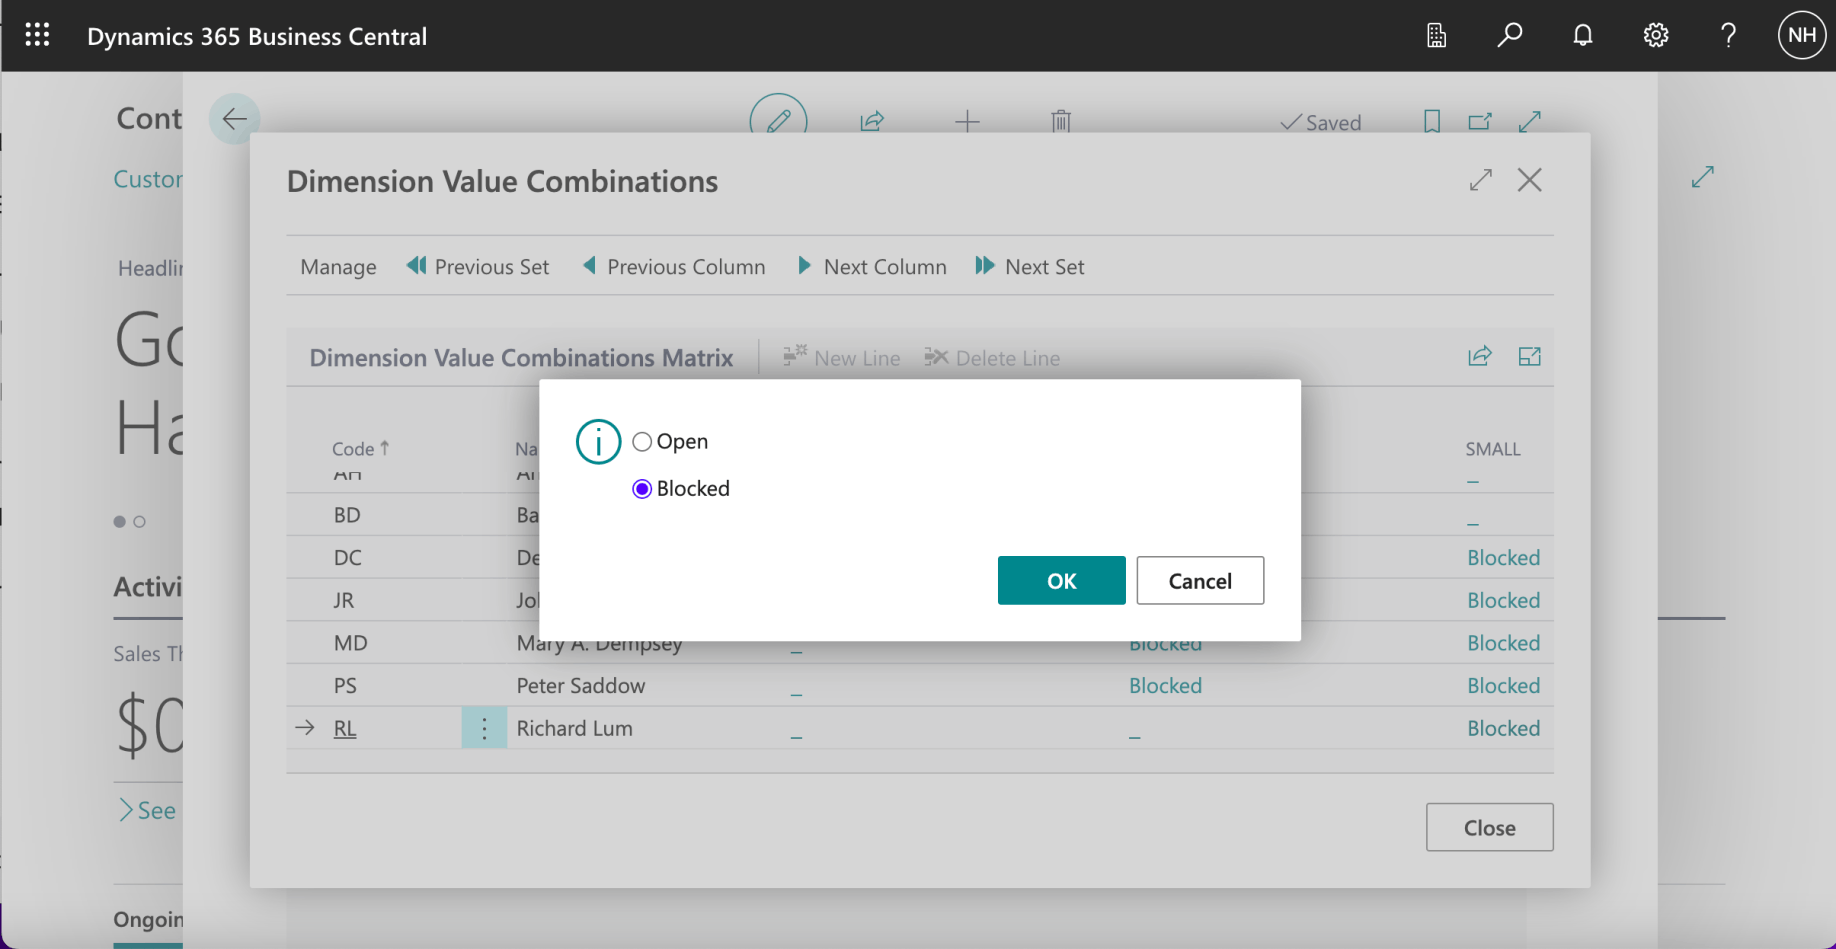 Dynamics 365 Business Central
NH
Cont
Saved
Custor
Dimension Value Combinations
Manage Previous Set Previous Column Next Column Next Set
Headlin
Go
Ha
Dimension Value Combinations Matrix New Line Delete Line
Code ↑ Na SMALL
AH An _
BD Ba _
DC De Blocked
JR Jo Blocked
MD Mary A. Dempsey _ Blocked Blocked
PS Peter Saddow _ Blocked Blocked
RL Richard Lum _ _ Blocked
Open
Blocked
OK Cancel
Activi
Sales Th
$0
See
Close
Ongoin